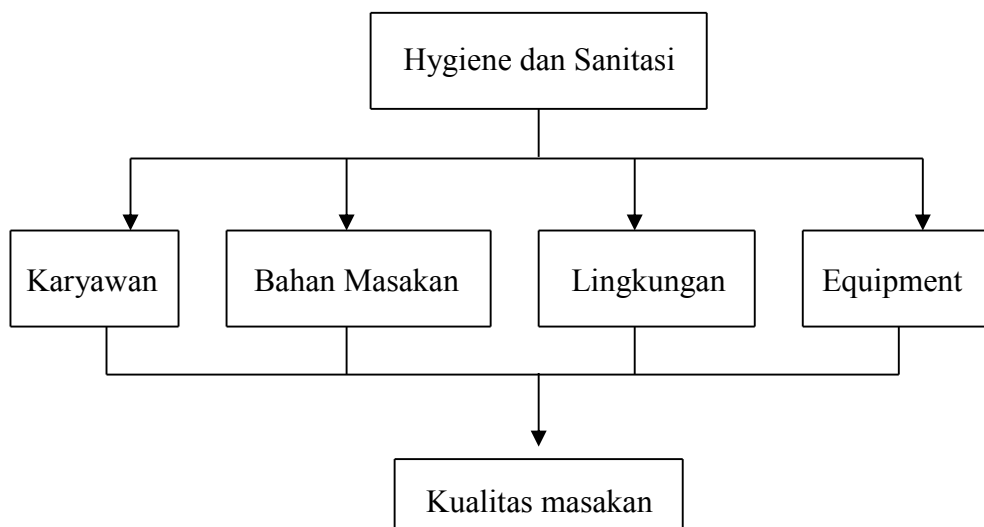 Hygiene dan Sanitasi
Karyawan
Bahan Masakan
Lingkungan
Equipment
Kualitas masakan